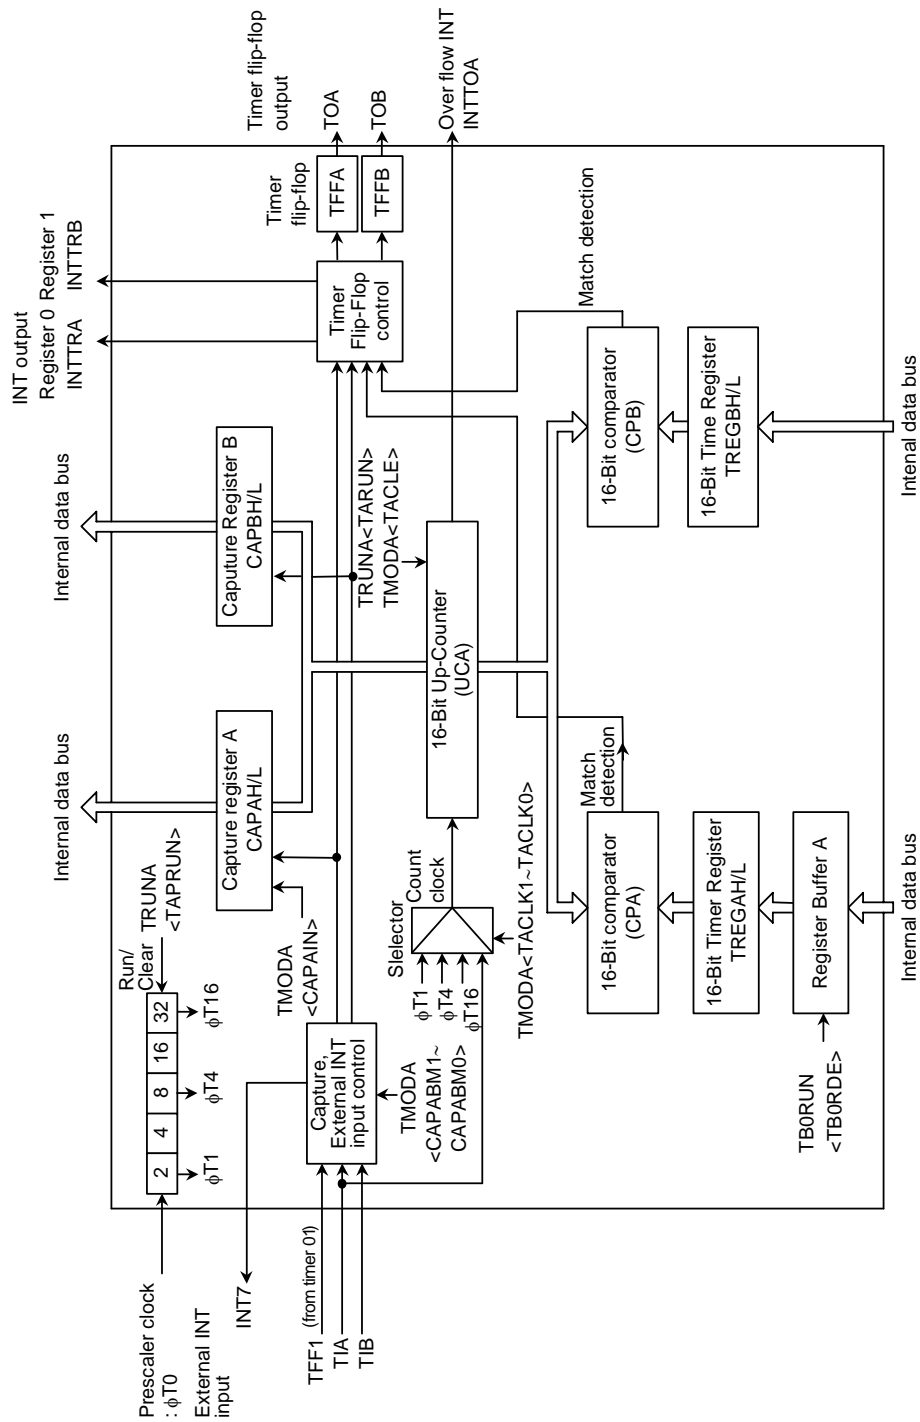 Prescaler clock
: ϕT0
External INT
input
Run/
Clear
TRUNA
<TAPRUN>
2
4
8
16
32
ϕT1
ϕT4
ϕT16
Internal data bus
Internal data bus
INT output
Register 0
Register 1
INTTRA
INTTRB
INT7
TFF1
(from timer 01)
TIA
TIB
Capture,
External INT
input control
TMODA
<CAPAIN>
Capture register A
CAPAH/L
Caputure Register B
CAPBH/L
TMODA
<CAPABM1~
CAPABM0>
Slelector
ϕT1
ϕT4
ϕT16
Count
clock
TMODA<TACLK1~TACLK0>
TRUNA<TARUN>
TMODA<TACLE>
16-Bit Up-Counter
(UCA)
Timer
Flip-Flop
control
Timer
flip-flop
TFFA
TFFB
Timer flip-flop
output
TOA
TOB
Over flow INT
INTTOA
Match
detection
Match detection
16-Bit comparator
(CPA)
16-Bit Timer Register
TREGAH/L
Register Buffer A
TB0RUN
<TB0RDE>
16-Bit comparator
(CPB)
16-Bit Time Register
TREGBH/L
Internal data bus
Intenal data bus